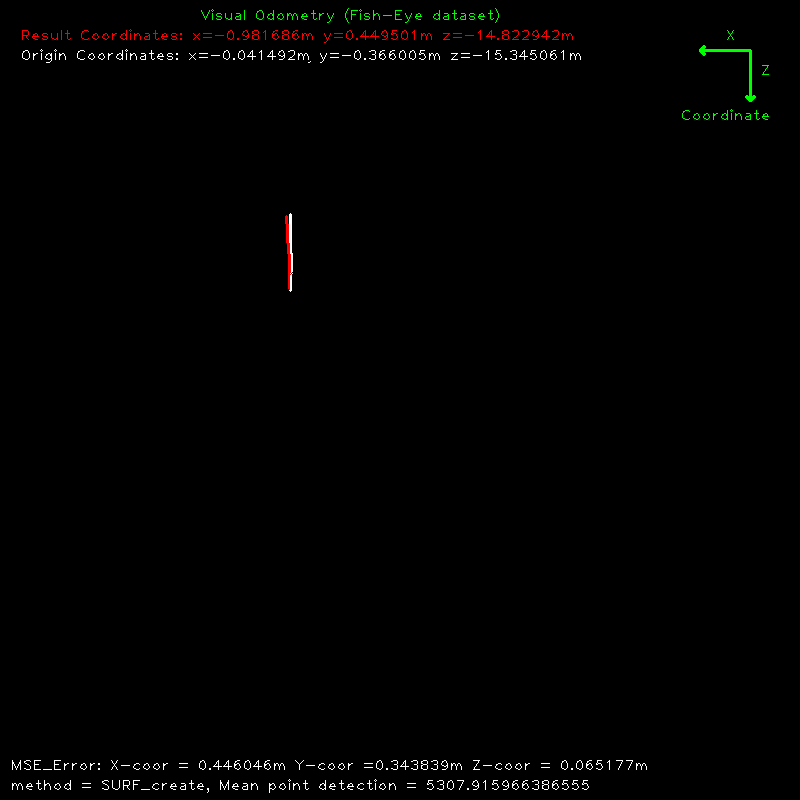 Visual Odometry (Fish-Eye dataset)
Result Coordinates: x=-0.981686m y=0.449501m z=-14.822942m
Origin Coordinates: x=-0.041492m y=-0.366005m z=-15.345061m
X
Z
Coordinate
MSE_Error: X-coor = 0.446046m Y-coor =0.343839m Z-coor = 0.065177m
method = SURF_create, Mean point detection = 5307.915966386555